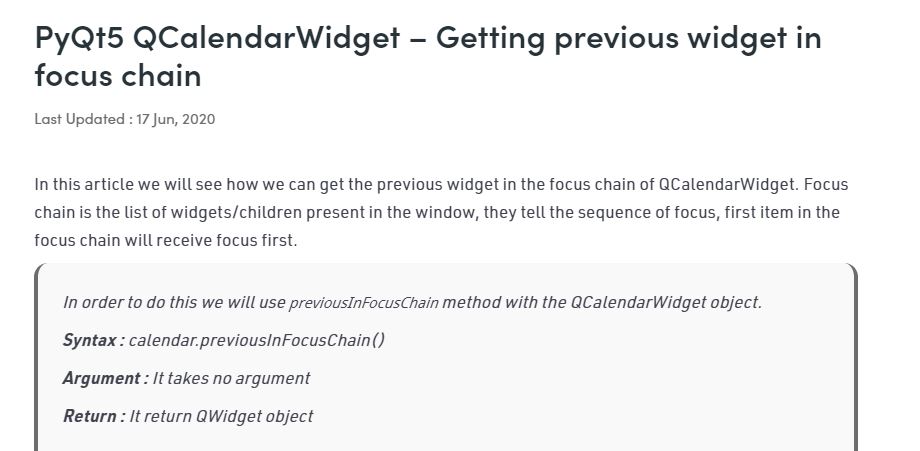 PyQt5 QCalendarWidget – Getting previous widget in
focus chain
Last Updated : 17 Jun, 2020
In this article we will see how we can get the previous widget in the focus chain of QCalendarWidget. Focus
chain is the list of widgets/children present in the window, they tell the sequence of focus, first item in the
focus chain will receive focus first.
In order to do this we will use previousInFocusChain method with the QCalendarWidget object.
Syntax : calendar.previousInFocusChain()
Argument : It takes no argument
Return : It return QWidget object